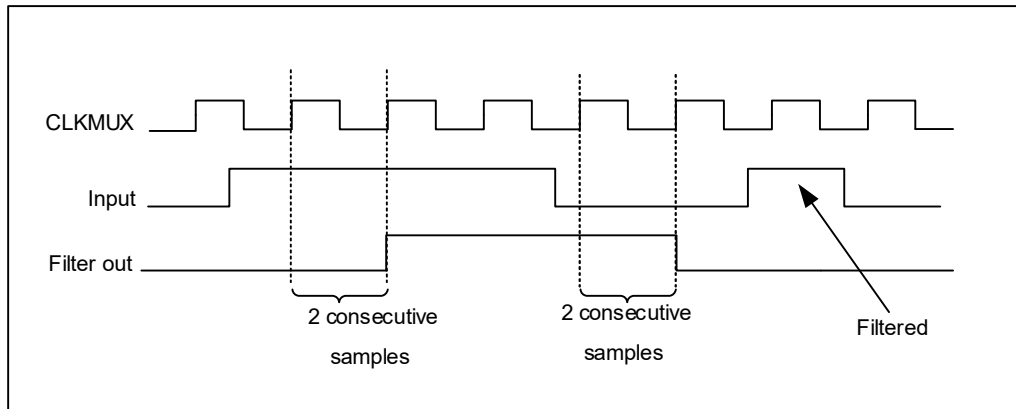 CLKMUX
Input
Filter out
2 consecutive
samples
2 consecutive
samples
Filtered